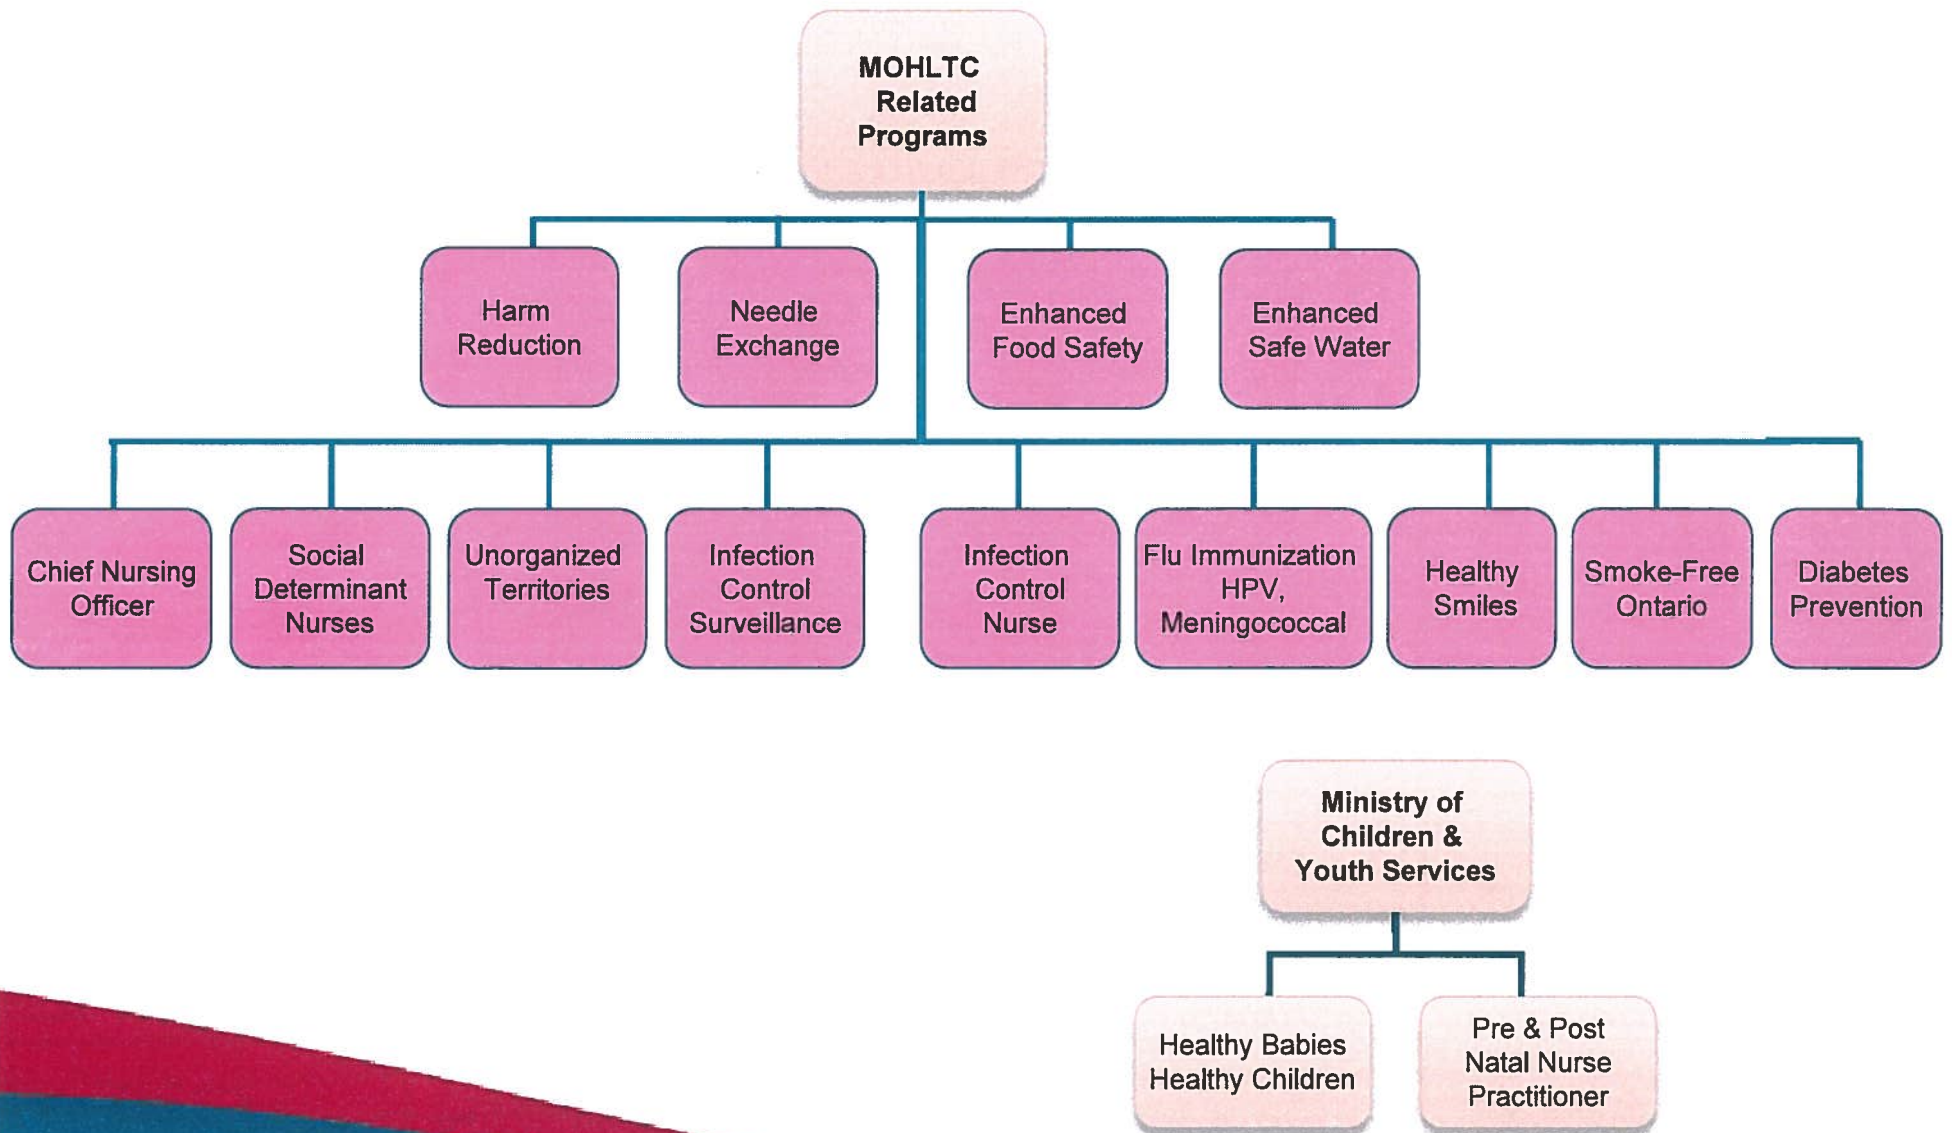 MOHLTC
Related
Programs
Harm
Reduction
Needle
Exchange
Enhanced
Food Safety
Enhanced
Safe Water
Chief Nursing
Officer
Social
Determinant
Nurses
Unorganized
Territories
Infection
Control
Surveillance
Infection
Control
Nurse
Flu Immunization
HPV,
Meningococcal
Healthy
Smiles
Smoke-Free
Ontario
Diabetes
Prevention
Ministry of
Children &
Youth Services
Healthy Babies
Healthy Children
Pre & Post
Natal Nurse
Practitioner